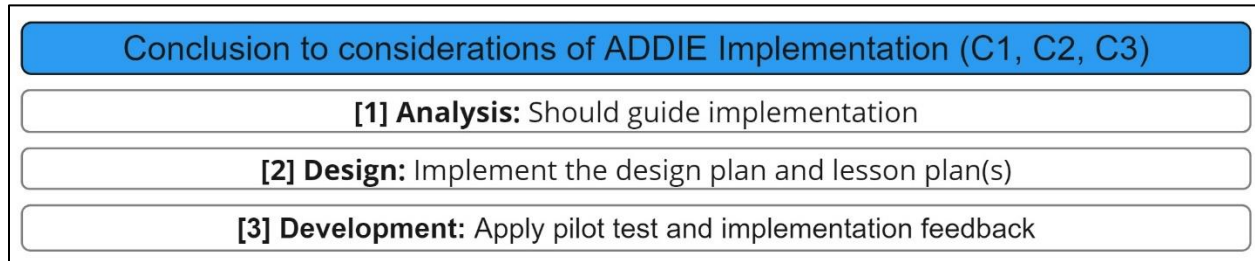 Conclusion to considerations of ADDIE Implementation (C1, C2, C3)
[1] Analysis: Should guide implementation
[2] Design: Implement the design plan and lesson plan(s)
[3] Development: Apply pilot test and implementation feedback